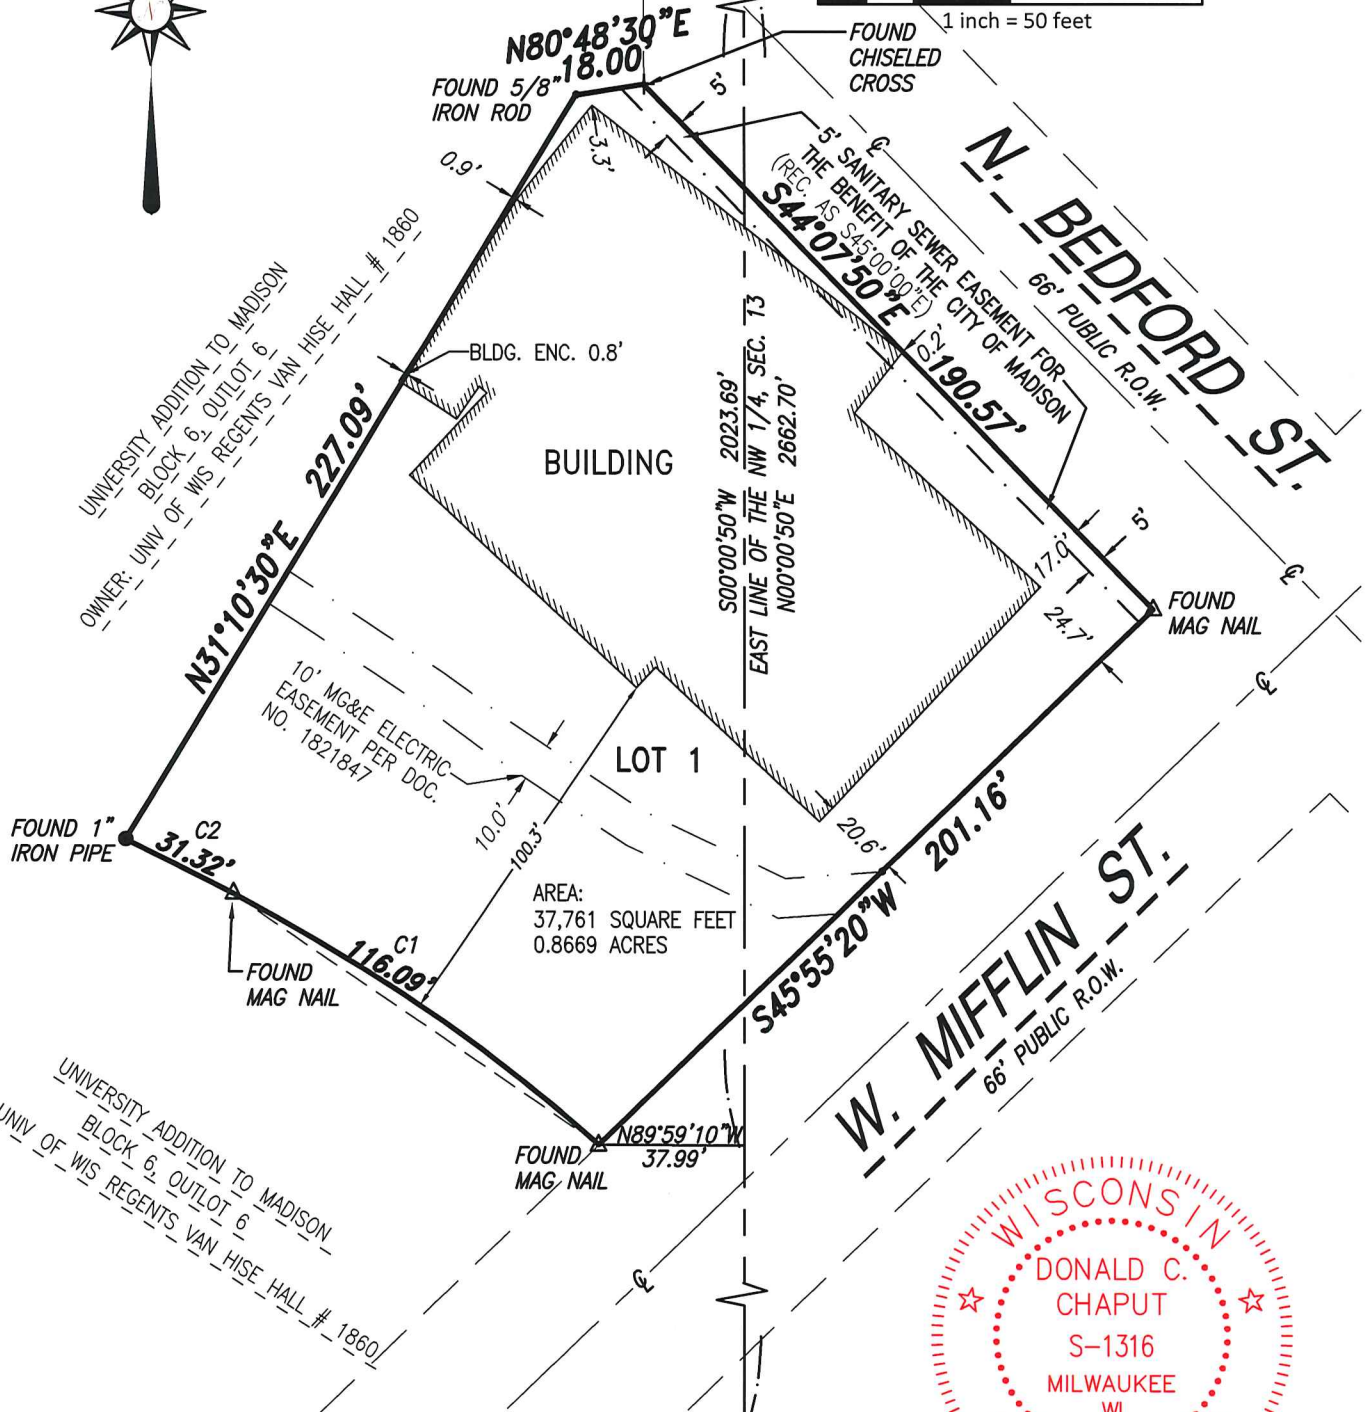 1 inch = 50 feet
N80°48'30"E
18.00'
FOUND
CHISELED
CROSS
FOUND 5/8"
IRON ROD
5'
3.3'
0.9'
5' SANITARY SEWER EASEMENT FOR
THE BENEFIT OF THE CITY OF MADISON
(REC. AS S45°00'00"E)
S44°07'50"E
190.57'
0.2'
℄
N. BEDFORD ST.
66' PUBLIC R.O.W.
UNIVERSITY ADDITION TO MADISON
BLOCK 6, OUTLOT 6
OWNER: UNIV OF WIS REGENTS VAN HISE HALL # 1860
BLDG. ENC. 0.8'
227.09'
N31°10'30"E
BUILDING
S00°00'50"W 2023.69'
EAST LINE OF THE NW 1/4, SEC. 13
N00°00'50"E 2662.70'
5'
17.0'
24.7'
℄
FOUND
MAG NAIL
℄
10' MG&E ELECTRIC
EASEMENT PER DOC.
NO. 1821847
LOT 1
10.0'
100.3'
20.6'
201.16'
S45°55'20"W
FOUND 1"
IRON PIPE
C2
31.32'
AREA:
37,761 SQUARE FEET
0.8669 ACRES
C1
116.09'
FOUND
MAG NAIL
W. MIFFLIN ST.
66' PUBLIC R.O.W.
UNIVERSITY ADDITION TO MADISON
BLOCK 6, OUTLOT 6
UNIV OF WIS REGENTS VAN HISE HALL # 1860
FOUND
MAG NAIL
N89°59'10"W
37.99'
℄
WISCONSIN
DONALD C.
CHAPUT
S-1316
MILWAUKEE
WI